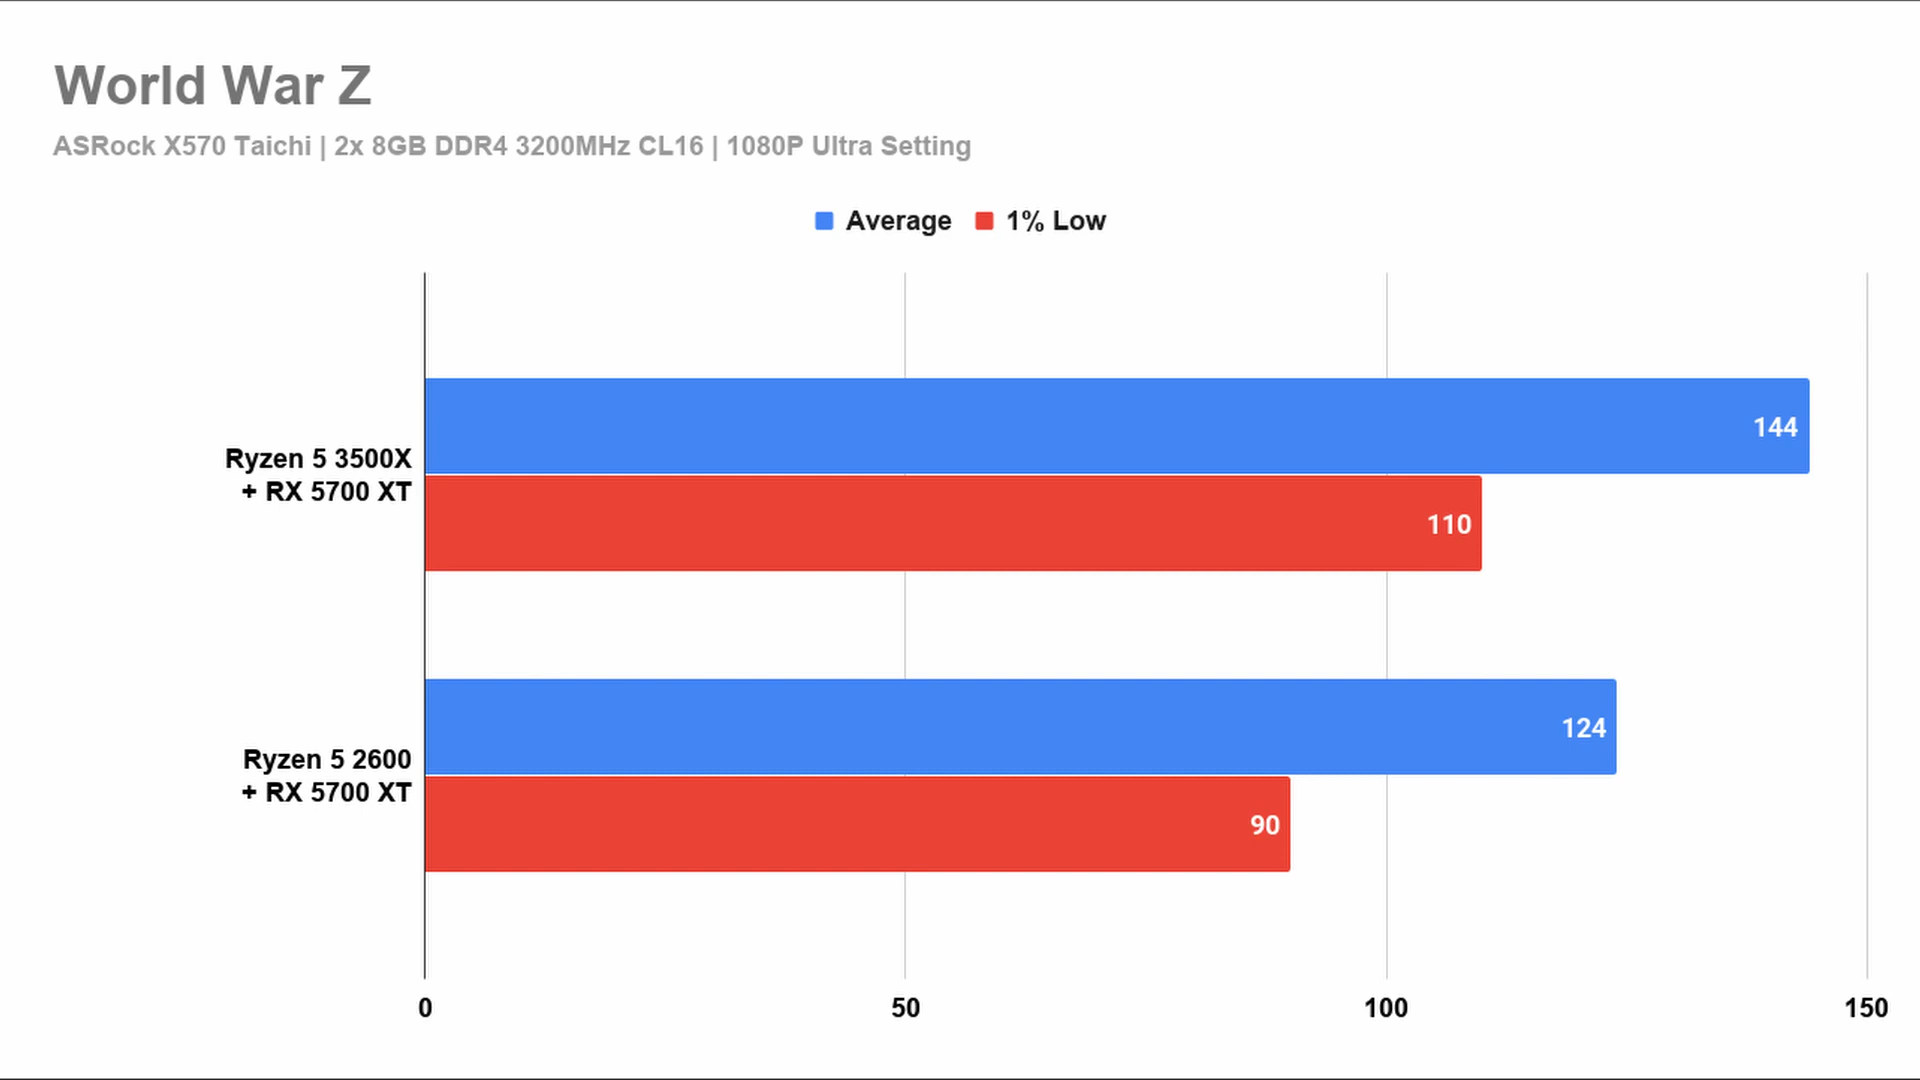 World War Z
ASRock X570 Taichi | 2x 8GB DDR4 3200MHz CL16 | 1080P Ultra Setting
Average 1% Low
Ryzen 5 3500X
+ RX 5700 XT
144
110
Ryzen 5 2600
+ RX 5700 XT
124
90
0 50 100 150